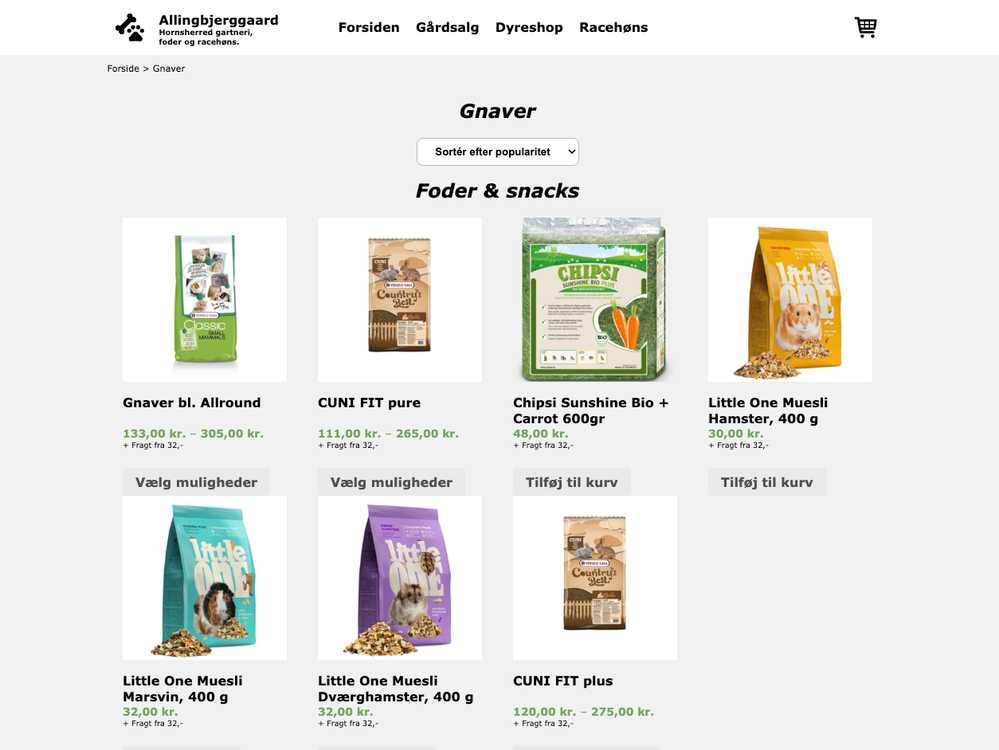 Allingbjerggaard
Hornsherred gartneri,
foder og racehøns.
Forsiden Gårdsalg Dyreshop Racehøns
Forside > Gnaver
Gnaver
Sortér efter popularitet
Foder & snacks
Classic
SMALL
MAMMALS
CUNI
Country's
Best
CHIPSI
SUNSHINE BIO PLUS
BIO
little
ONE
Gnaver bl. Allround
133,00 kr. – 305,00 kr.
+ Fragt fra 32,-
Vælg muligheder
CUNI FIT pure
111,00 kr. – 265,00 kr.
+ Fragt fra 32,-
Vælg muligheder
Chipsi Sunshine Bio +
Carrot 600gr
48,00 kr.
+ Fragt fra 32,-
Tilføj til kurv
Little One Muesli
Hamster, 400 g
30,00 kr.
+ Fragt fra 32,-
Tilføj til kurv
little
ONE
little
ONE
CUNI
Country's
Best
Little One Muesli
Marsvin, 400 g
32,00 kr.
+ Fragt fra 32,-
Little One Muesli
Dværghamster, 400 g
32,00 kr.
+ Fragt fra 32,-
CUNI FIT plus
120,00 kr. – 275,00 kr.
+ Fragt fra 32,-